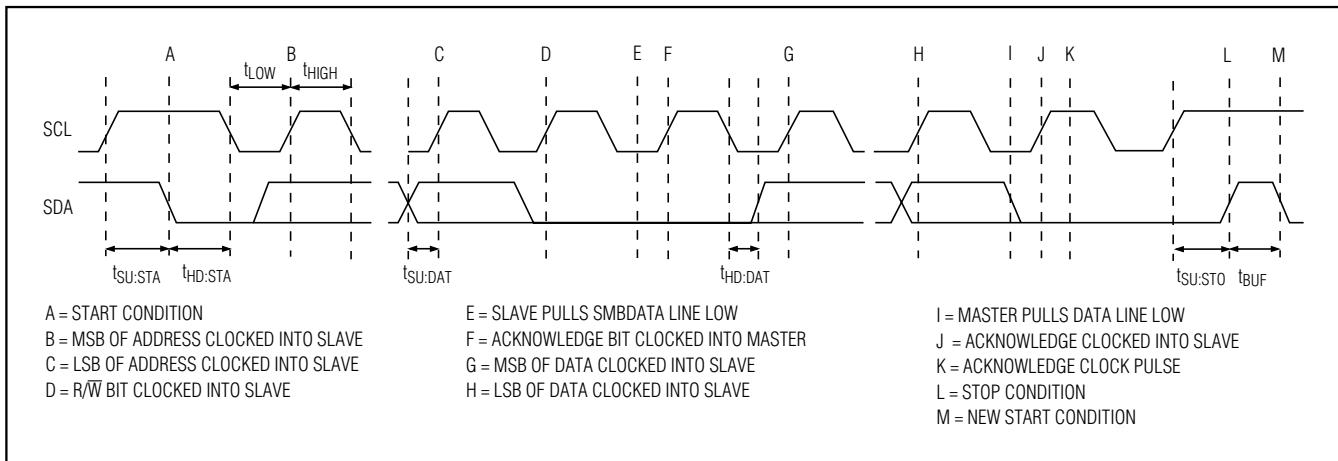 A B C D E F G H I J K L M
tLOW tHIGH
SCL
SDA
tSU:STA tHD:STA tSU:DAT tHD:DAT tSU:STO tBUF
A = START CONDITION
B = MSB OF ADDRESS CLOCKED INTO SLAVE
C = LSB OF ADDRESS CLOCKED INTO SLAVE
D = R/W̅ BIT CLOCKED INTO SLAVE
E = SLAVE PULLS SMBDATA LINE LOW
F = ACKNOWLEDGE BIT CLOCKED INTO MASTER
G = MSB OF DATA CLOCKED INTO SLAVE
H = LSB OF DATA CLOCKED INTO SLAVE
I = MASTER PULLS DATA LINE LOW
J = ACKNOWLEDGE CLOCKED INTO SLAVE
K = ACKNOWLEDGE CLOCK PULSE
L = STOP CONDITION
M = NEW START CONDITION